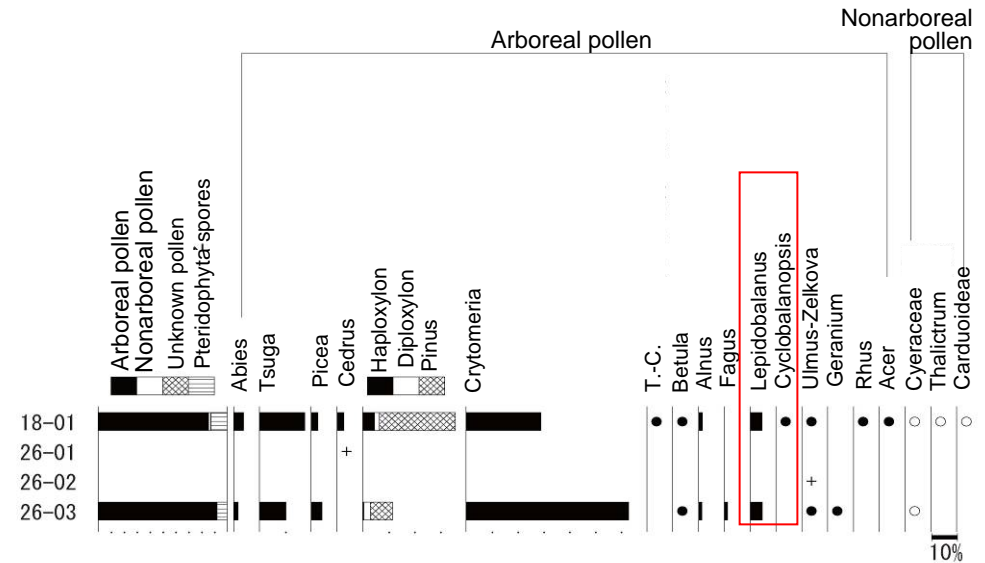 Nonarboreal
pollen
Arboreal pollen
Arboreal pollen
Nonarboreal pollen
Unknown pollen
Pteridophyta-spores
Abies
Tsuga
Picea
Cedrus
Haploxylon
Diploxylon
Pinus
Crytomeria
T.-C.
Betula
Alnus
Fagus
Lepidobalanus
Cyclobalanopsis
Ulmus-Zelkova
Geranium
Rhus
Acer
Cyeraceae
Thalictrum
Carduoideae
18-01
26-01
+
26-02
+
26-03
10%